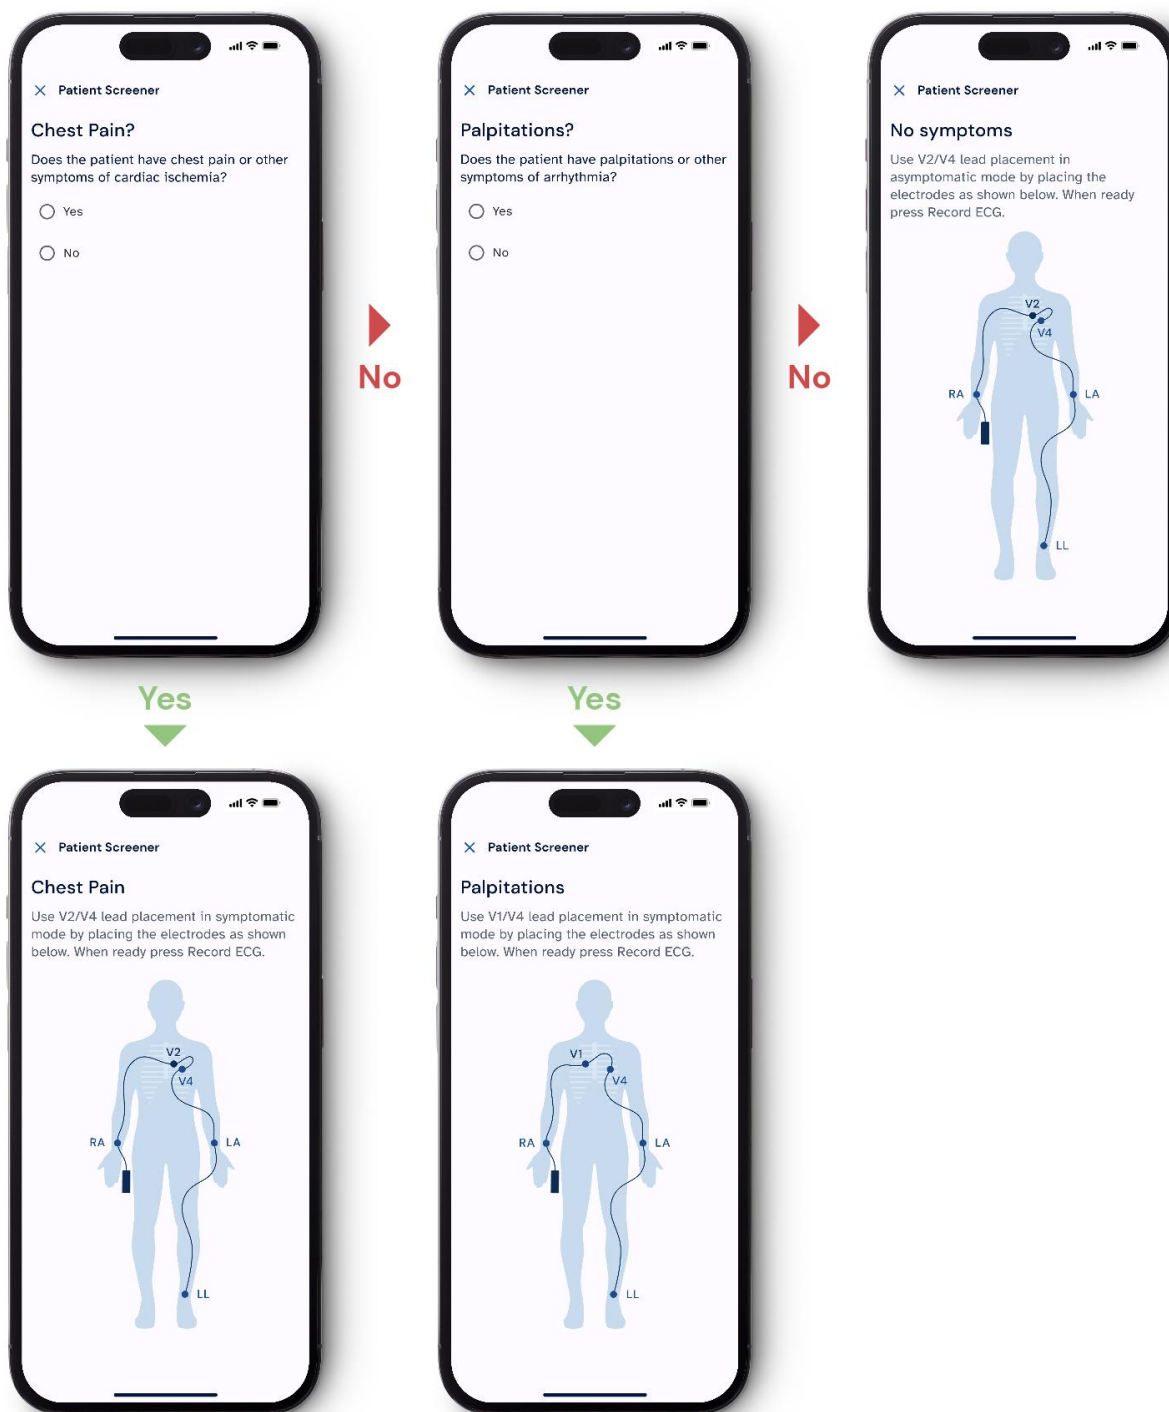 Patient Screener
Chest Pain?
Does the patient have chest pain or other
symptoms of cardiac ischemia?
Yes
No
No
Patient Screener
Palpitations?
Does the patient have palpitations or other
symptoms of arrhythmia?
Yes
No
No
Patient Screener
No symptoms
Use V2/V4 lead placement in
asymptomatic mode by placing the
electrodes as shown below. When ready
press Record ECG.
V2
V4
RA
LA
LL
Yes
Patient Screener
Chest Pain
Use V2/V4 lead placement in symptomatic
mode by placing the electrodes as shown
below. When ready press Record ECG.
V2
V4
RA
LA
LL
Yes
Patient Screener
Palpitations
Use V1/V4 lead placement in symptomatic
mode by placing the electrodes as shown
below. When ready press Record ECG.
V1
V4
RA
LA
LL